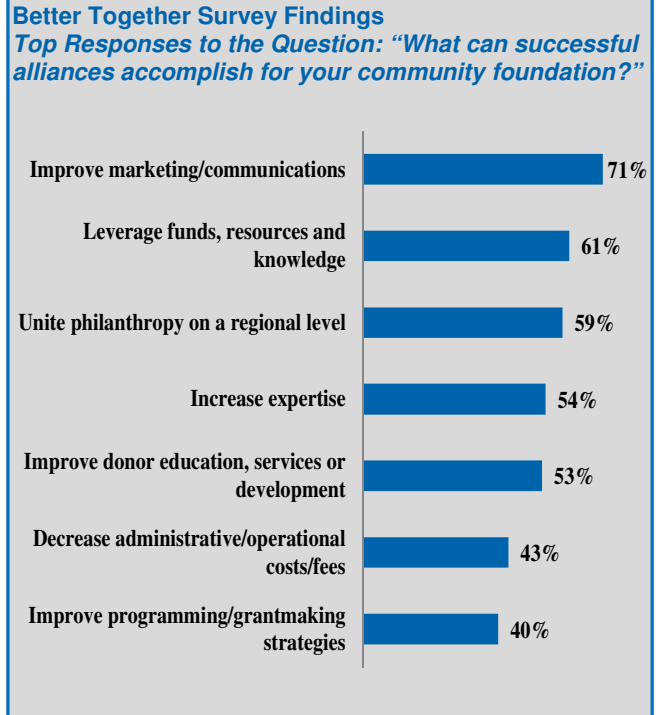 Better Together Survey Findings
Top Responses to the Question: “What can successful
alliances accomplish for your community foundation?”
Improve marketing/communications 71%
Leverage funds, resources and
knowledge 61%
Unite philanthropy on a regional level 59%
Increase expertise 54%
Improve donor education, services or
development 53%
Decrease administrative/operational
costs/fees 43%
Improve programming/grantmaking
strategies 40%